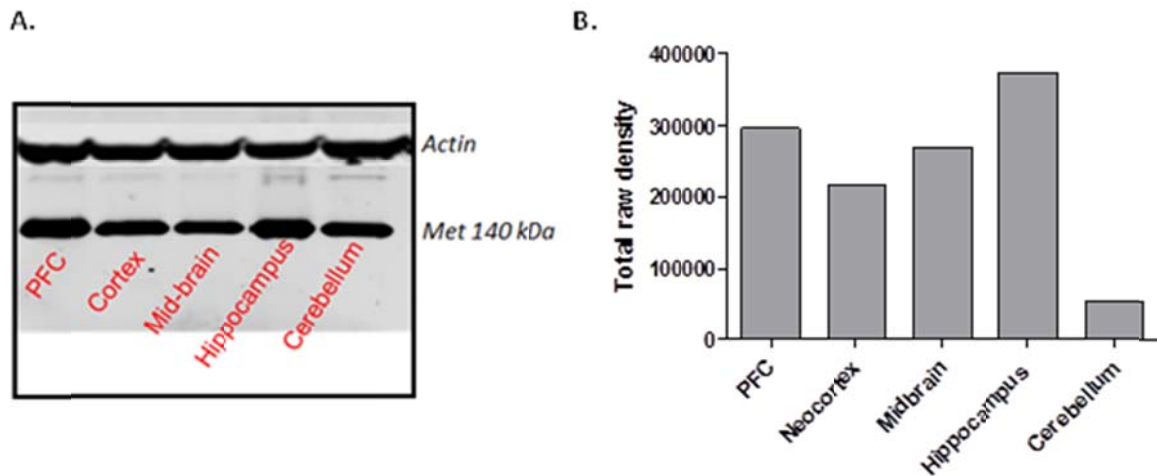 A.
Actin
Met 140 kDa
PFC
Cortex
Mid-brain
Hippocampus
Cerebellum
B.
Total raw density
400000
300000
200000
100000
0
PFC
Neocortex
Midbrain
Hippocampus
Cerebellum